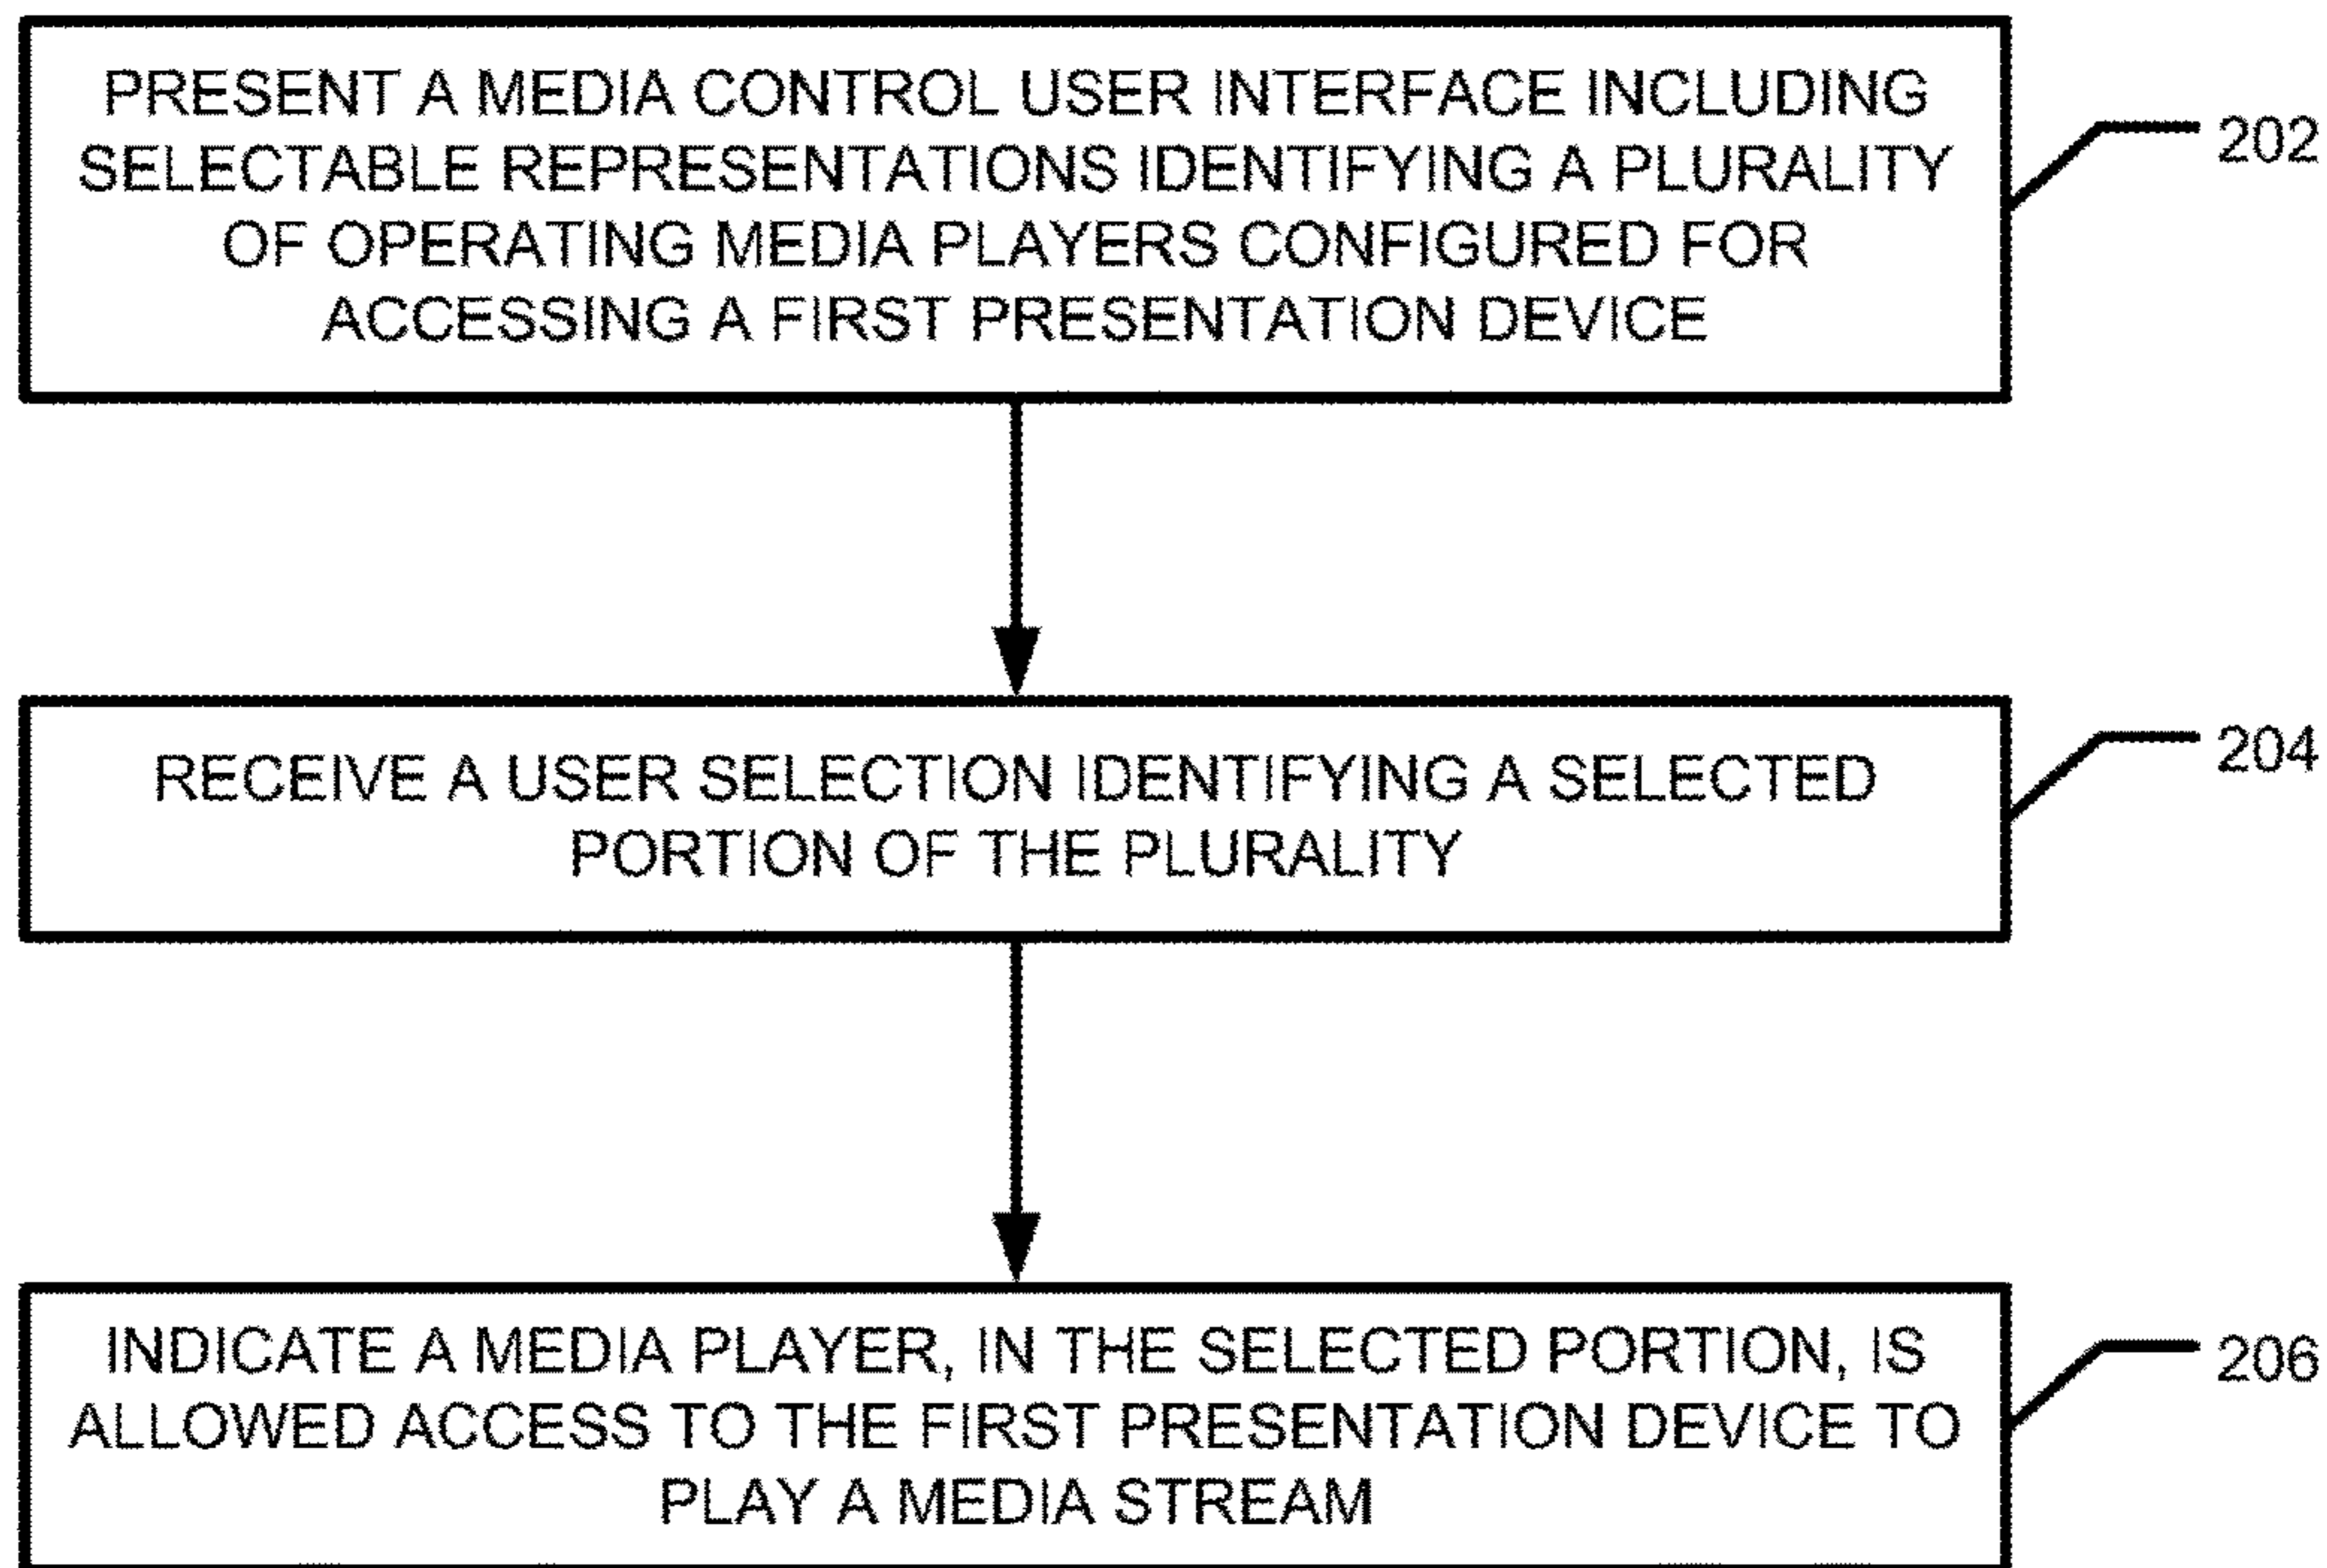 PRESENT A MEDIA CONTROL USER INTERFACE INCLUDING
SELECTABLE REPRESENTATIONS IDENTIFYING A PLURALITY
OF OPERATING MEDIA PLAYERS CONFIGURED FOR
ACCESSING A FIRST PRESENTATION DEVICE
202
RECEIVE A USER SELECTION IDENTIFYING A SELECTED
PORTION OF THE PLURALITY
204
INDICATE A MEDIA PLAYER, IN THE SELECTED PORTION, IS
ALLOWED ACCESS TO THE FIRST PRESENTATION DEVICE TO
PLAY A MEDIA STREAM
206